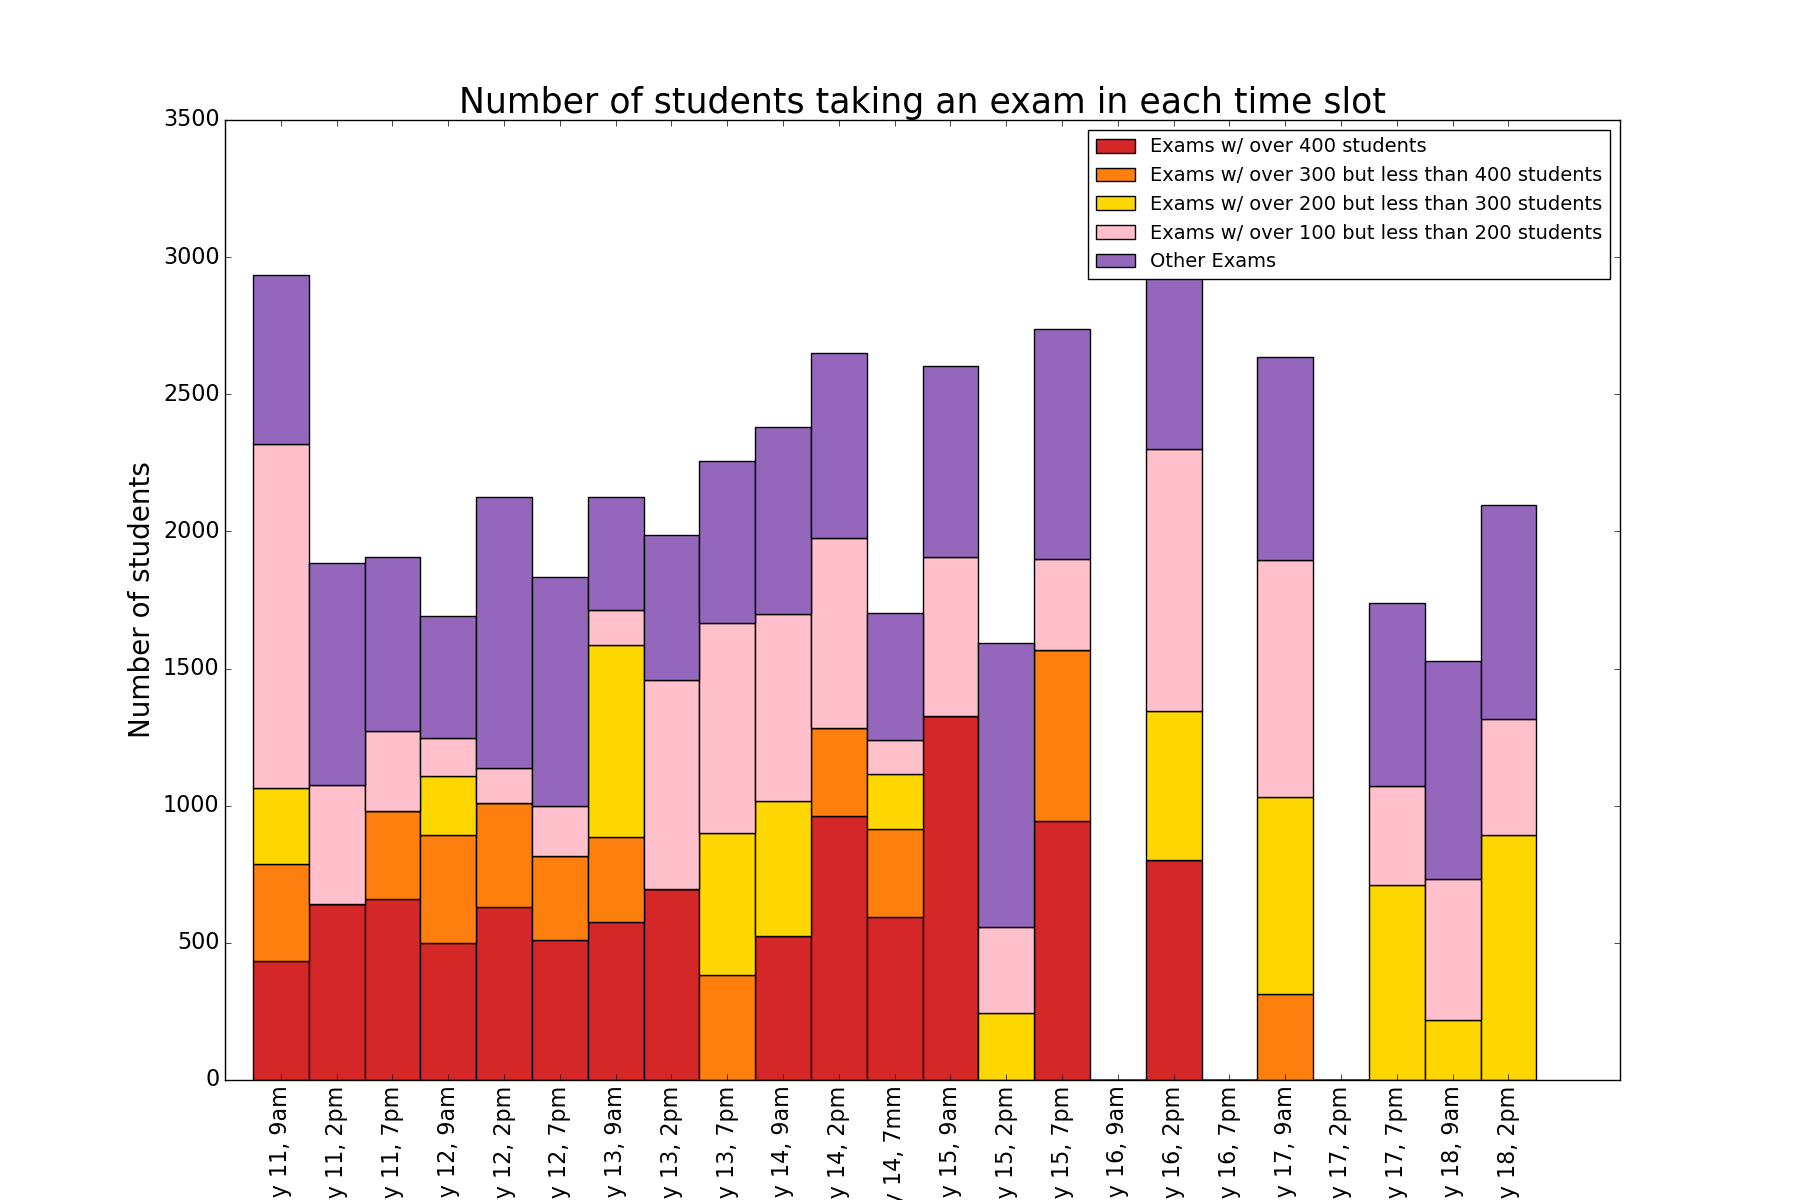 Number of students taking an exam in each time slot
Exams w/ over 400 students
Exams w/ over 300 but less than 400 students
Exams w/ over 200 but less than 300 students
Exams w/ over 100 but less than 200 students
Other Exams
Number of students
3500
3000
2500
2000
1500
1000
500
0
y 11, 9am
y 11, 2pm
y 11, 7pm
y 12, 9am
y 12, 2pm
y 12, 7pm
y 13, 9am
y 13, 2pm
y 13, 7pm
y 14, 9am
y 14, 2pm
y 14, 7mm
y 15, 9am
y 15, 2pm
y 15, 7pm
y 16, 9am
y 16, 2pm
y 16, 7pm
y 17, 9am
y 17, 2pm
y 17, 7pm
y 18, 9am
y 18, 2pm